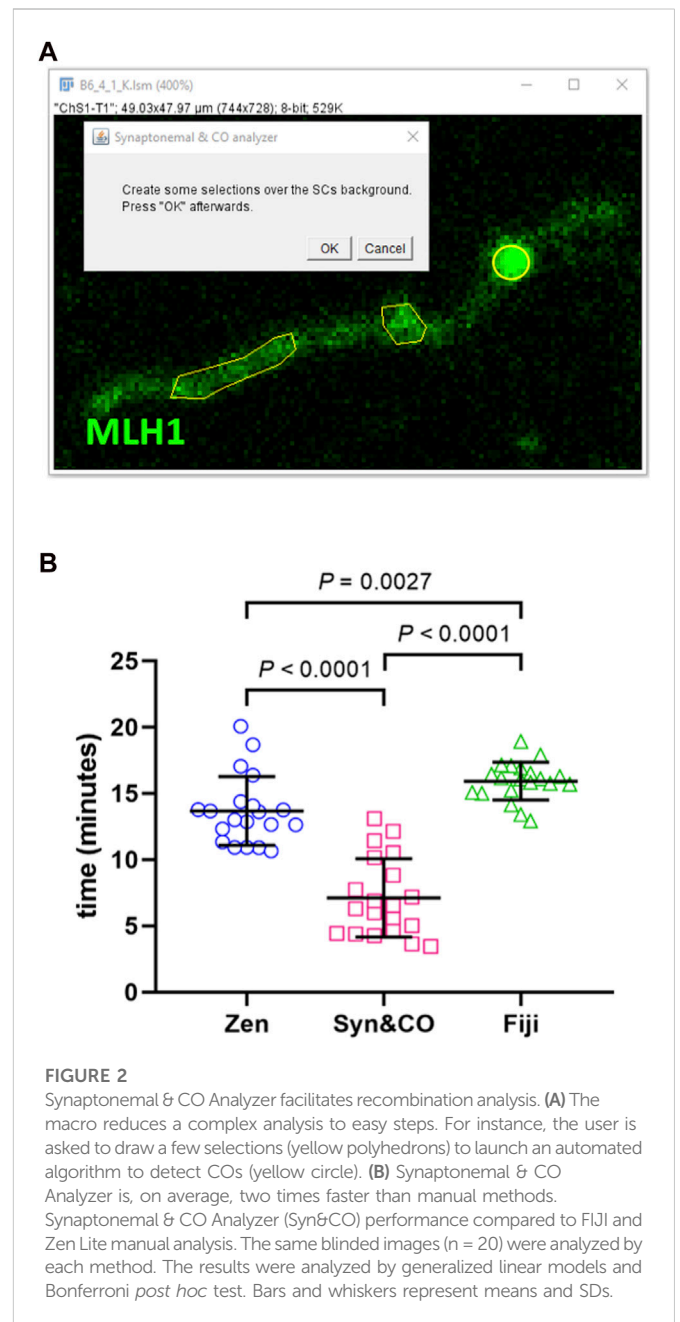 A
B6_4_1_K.lsm (400%)
"ChS1-T1"; 49.03x47.97 µm (744x728); 8-bit; 529K
Synaptonemal & CO analyzer
Create some selections over the SCs background.
Press "OK" afterwards.
OK Cancel
MLH1
B
P = 0.0027
P < 0.0001
P < 0.0001
25
20
15
10
5
0
time (minutes)
Zen Syn&CO Fiji
FIGURE 2
Synaptonemal & CO Analyzer facilitates recombination analysis. (A) The
macro reduces a complex analysis to easy steps. For instance, the user is
asked to draw a few selections (yellow polyhedrons) to launch an automated
algorithm to detect COs (yellow circle). (B) Synaptonemal & CO
Analyzer is, on average, two times faster than manual methods.
Synaptonemal & CO Analyzer (Syn&CO) performance compared to FIJI and
Zen Lite manual analysis. The same blinded images (n = 20) were analyzed by
each method. The results were analyzed by generalized linear models and
Bonferroni post hoc test. Bars and whiskers represent means and SDs.